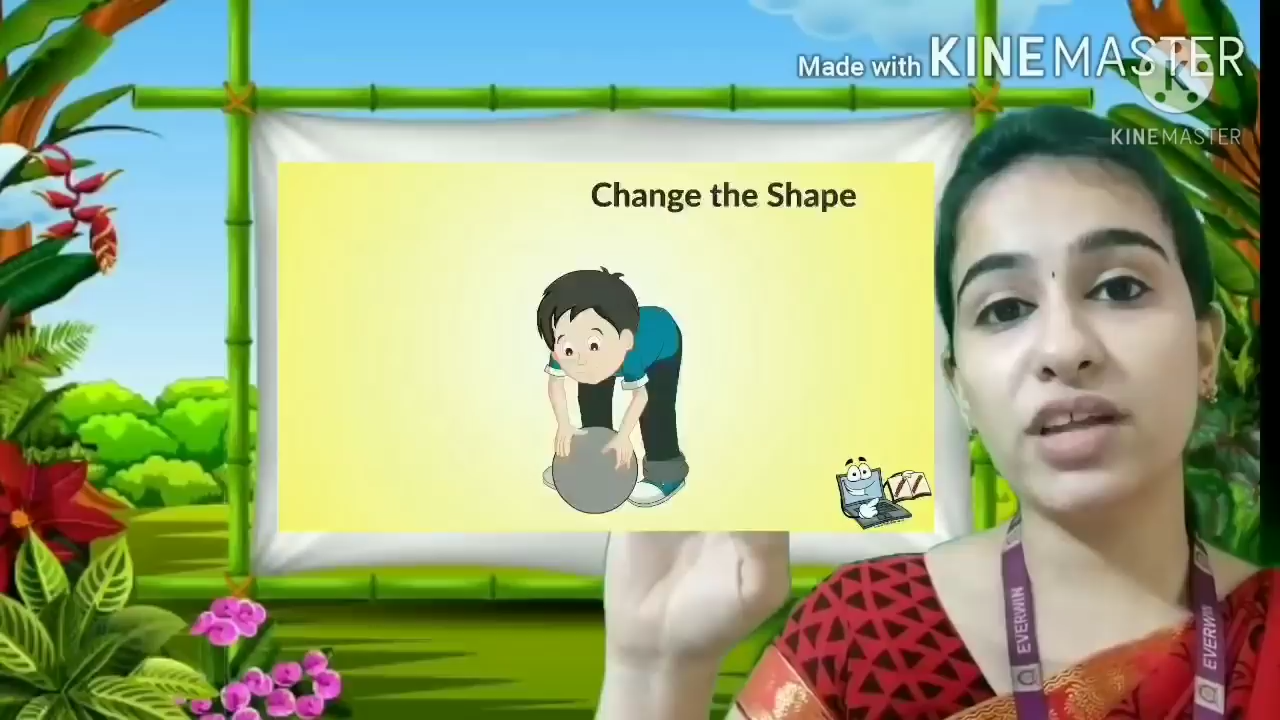 Made with KINEMASTER
K
KINEMASTER
Change the Shape
EVERWIN
EVERWIN